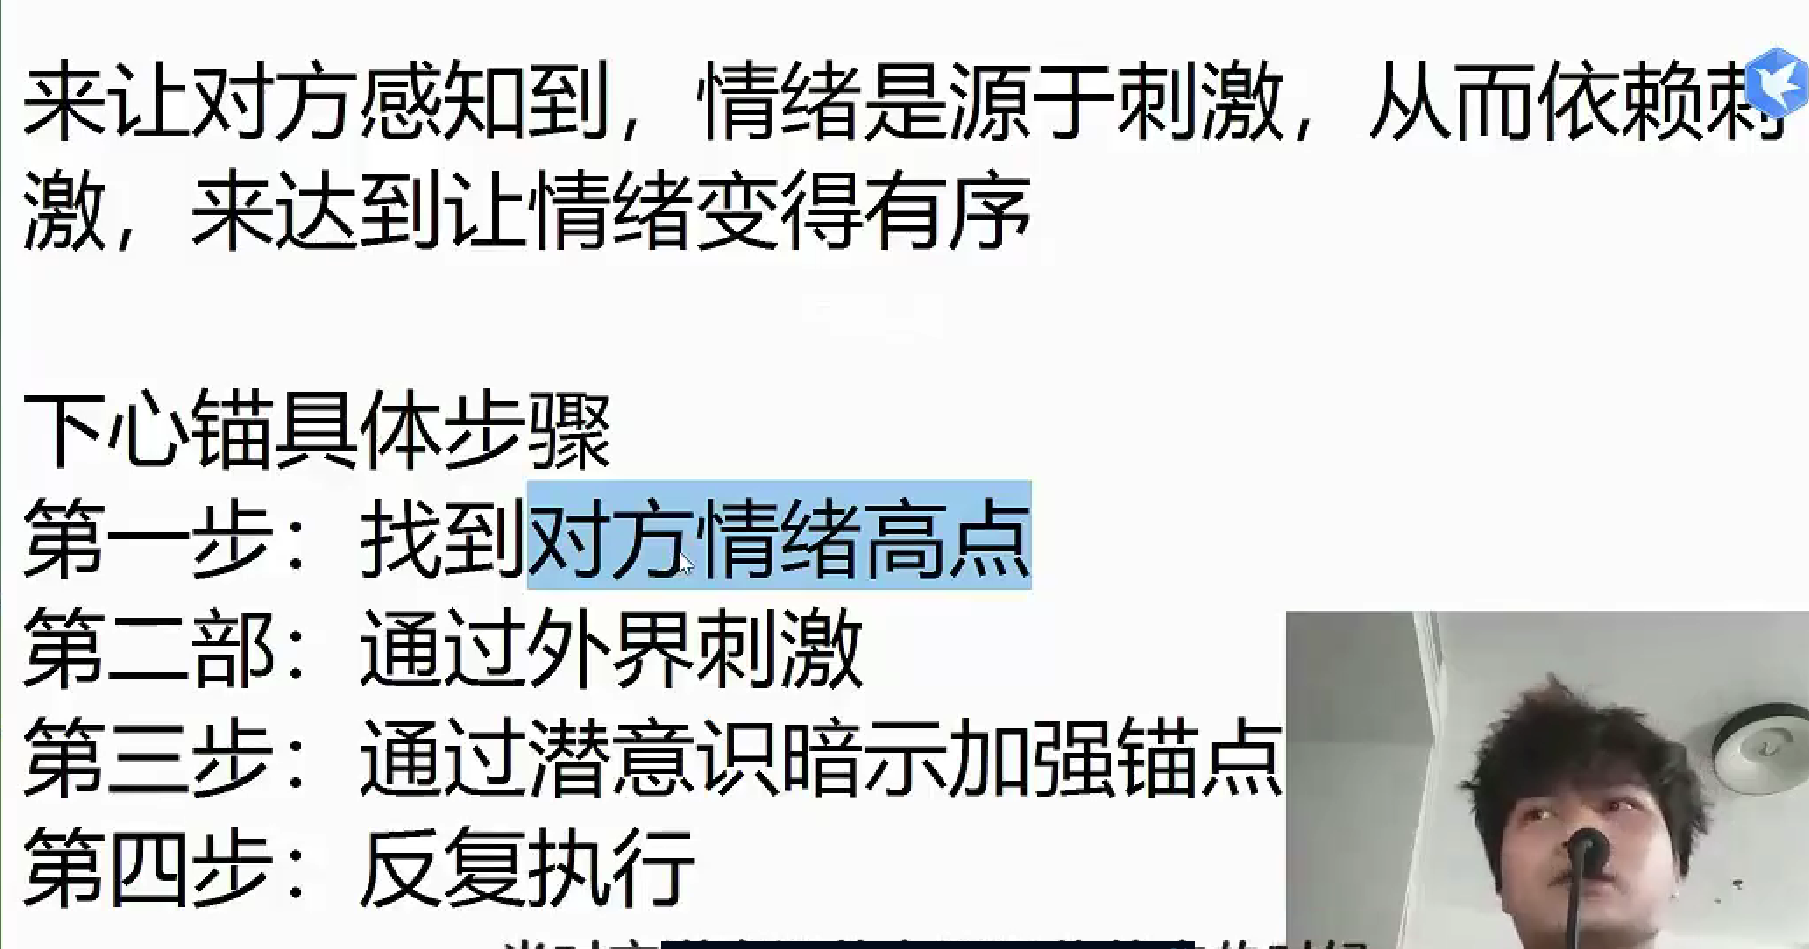 来让对方感知到，情绪是源于刺激，从而依赖刺
激，来达到让情绪变得有序
下心锚具体步骤
第一步：找到对方情绪高点
第二部：通过外界刺激
第三步：通过潜意识暗示加强锚点
第四步：反复执行